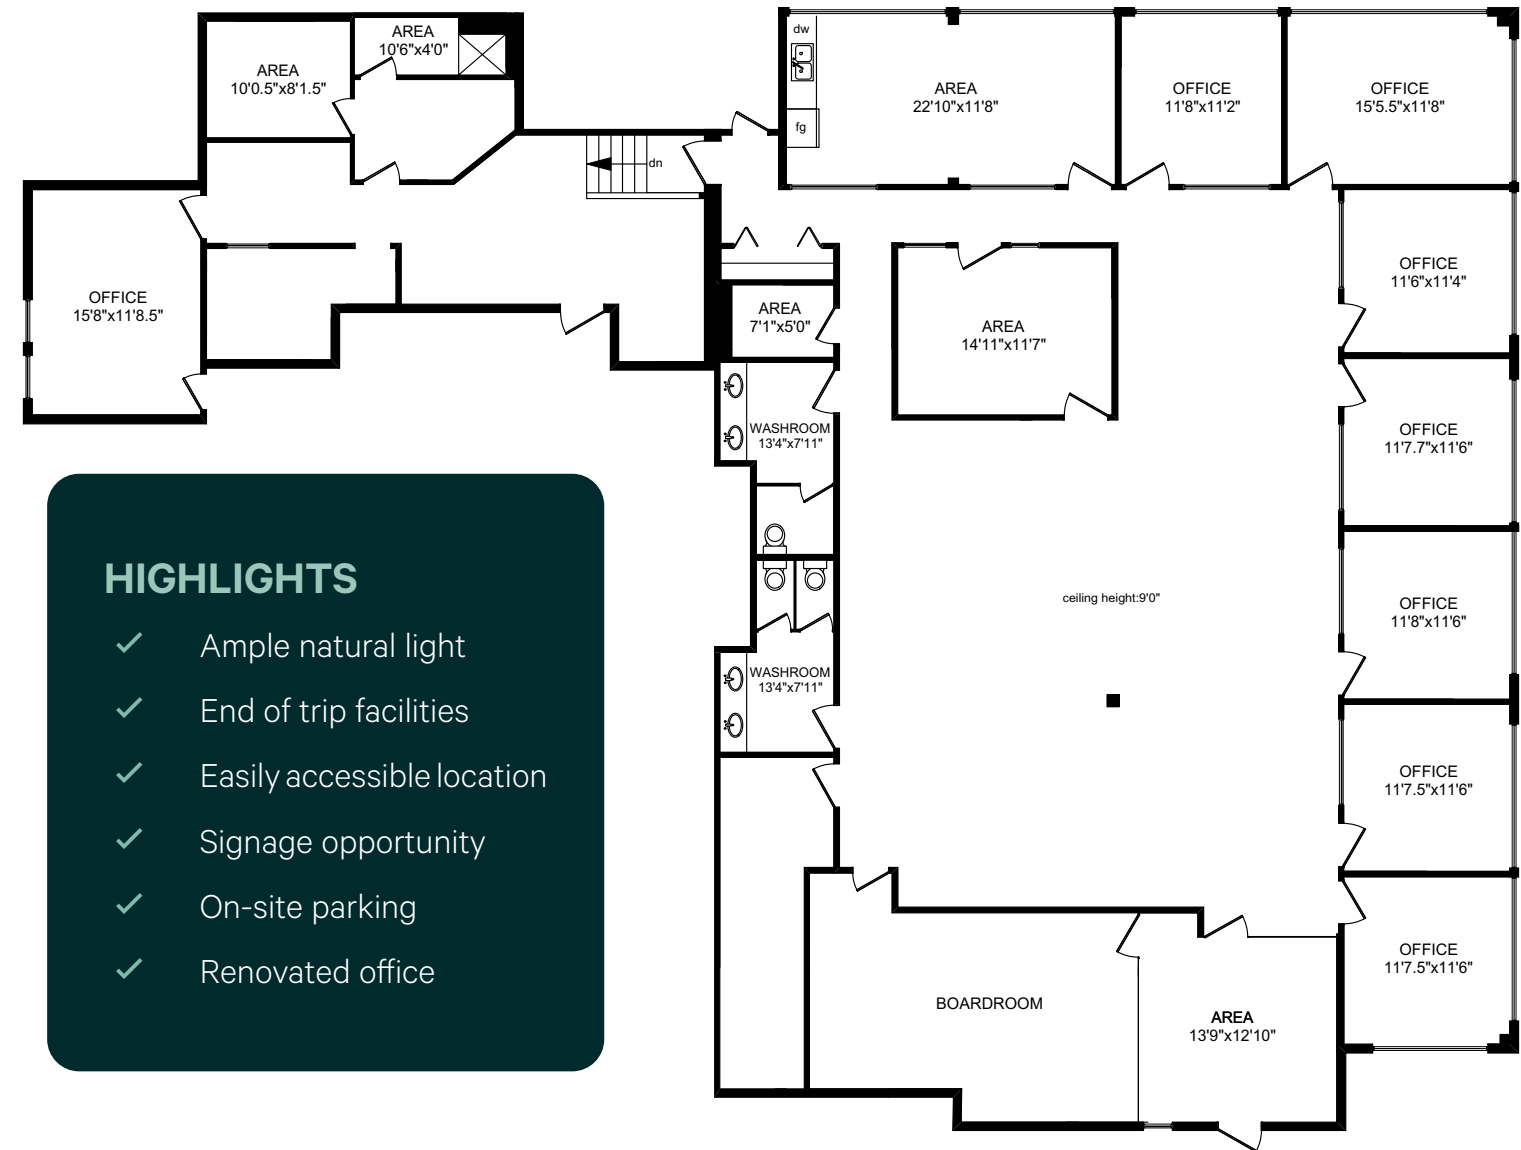 AREA
10'6"x4'0"
AREA
10'0.5"x8'1.5"
dn
OFFICE
15'8"x11'8.5"
dw
fg
AREA
22'10"x11'8"
OFFICE
11'8"x11'2"
OFFICE
15'5.5"x11'8"
OFFICE
11'6"x11'4"
AREA
7'1"x5'0"
AREA
14'11"x11'7"
WASHROOM
13'4"x7'11"
OFFICE
11'7.7"x11'6"
ceiling height:9'0"
OFFICE
11'8"x11'6"
WASHROOM
13'4"x7'11"
OFFICE
11'7.5"x11'6"
OFFICE
11'7.5"x11'6"
BOARDROOM
AREA
13'9"x12'10"
HIGHLIGHTS
Ample natural light
End of trip facilities
Easily accessible location
Signage opportunity
On-site parking
Renovated office